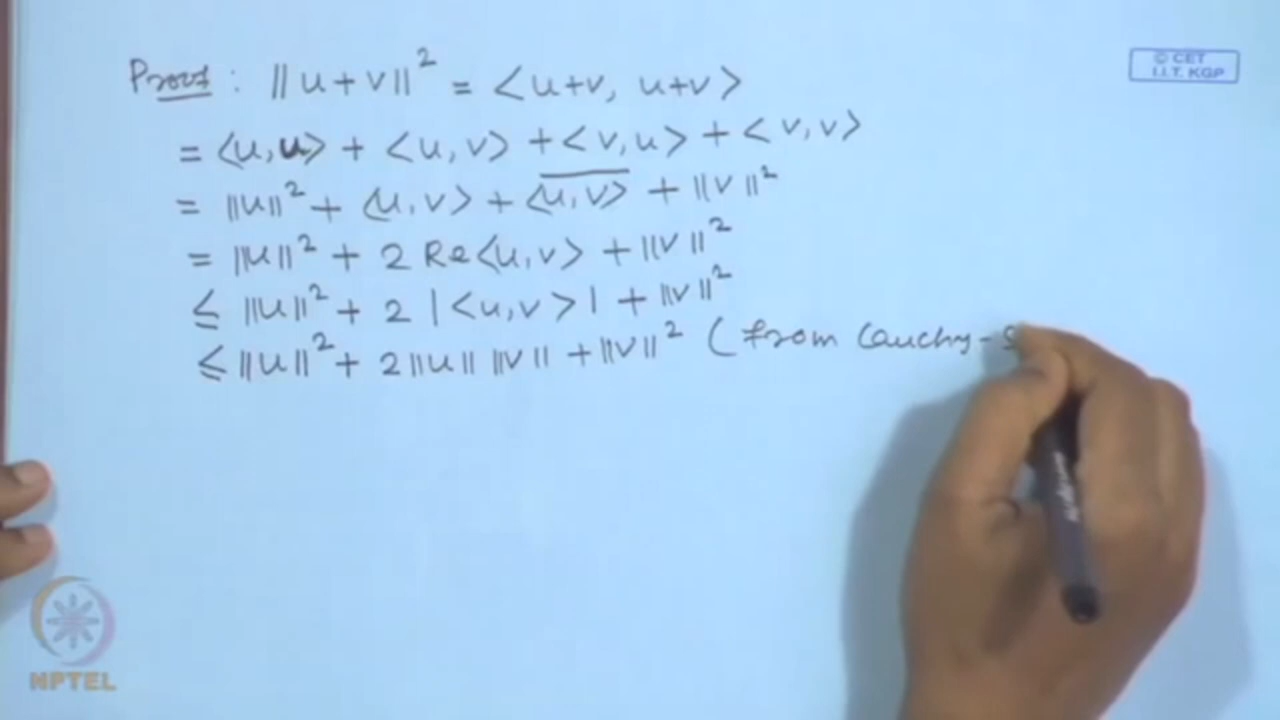 Proof : ||u+v||² = <u+v, u+v>
© CET
I.I.T. KGP
= <u,u> + <u,v> + <v,u> + <v,v>
= ||u||² + <u,v> + \overline{<u,v>} + ||v||²
= ||u||² + 2 Re<u,v> + ||v||²
≤ ||u||² + 2 |<u,v>| + ||v||²
≤ ||u||² + 2||u|| ||v|| + ||v||² (from Cauchy-S
NPTEL